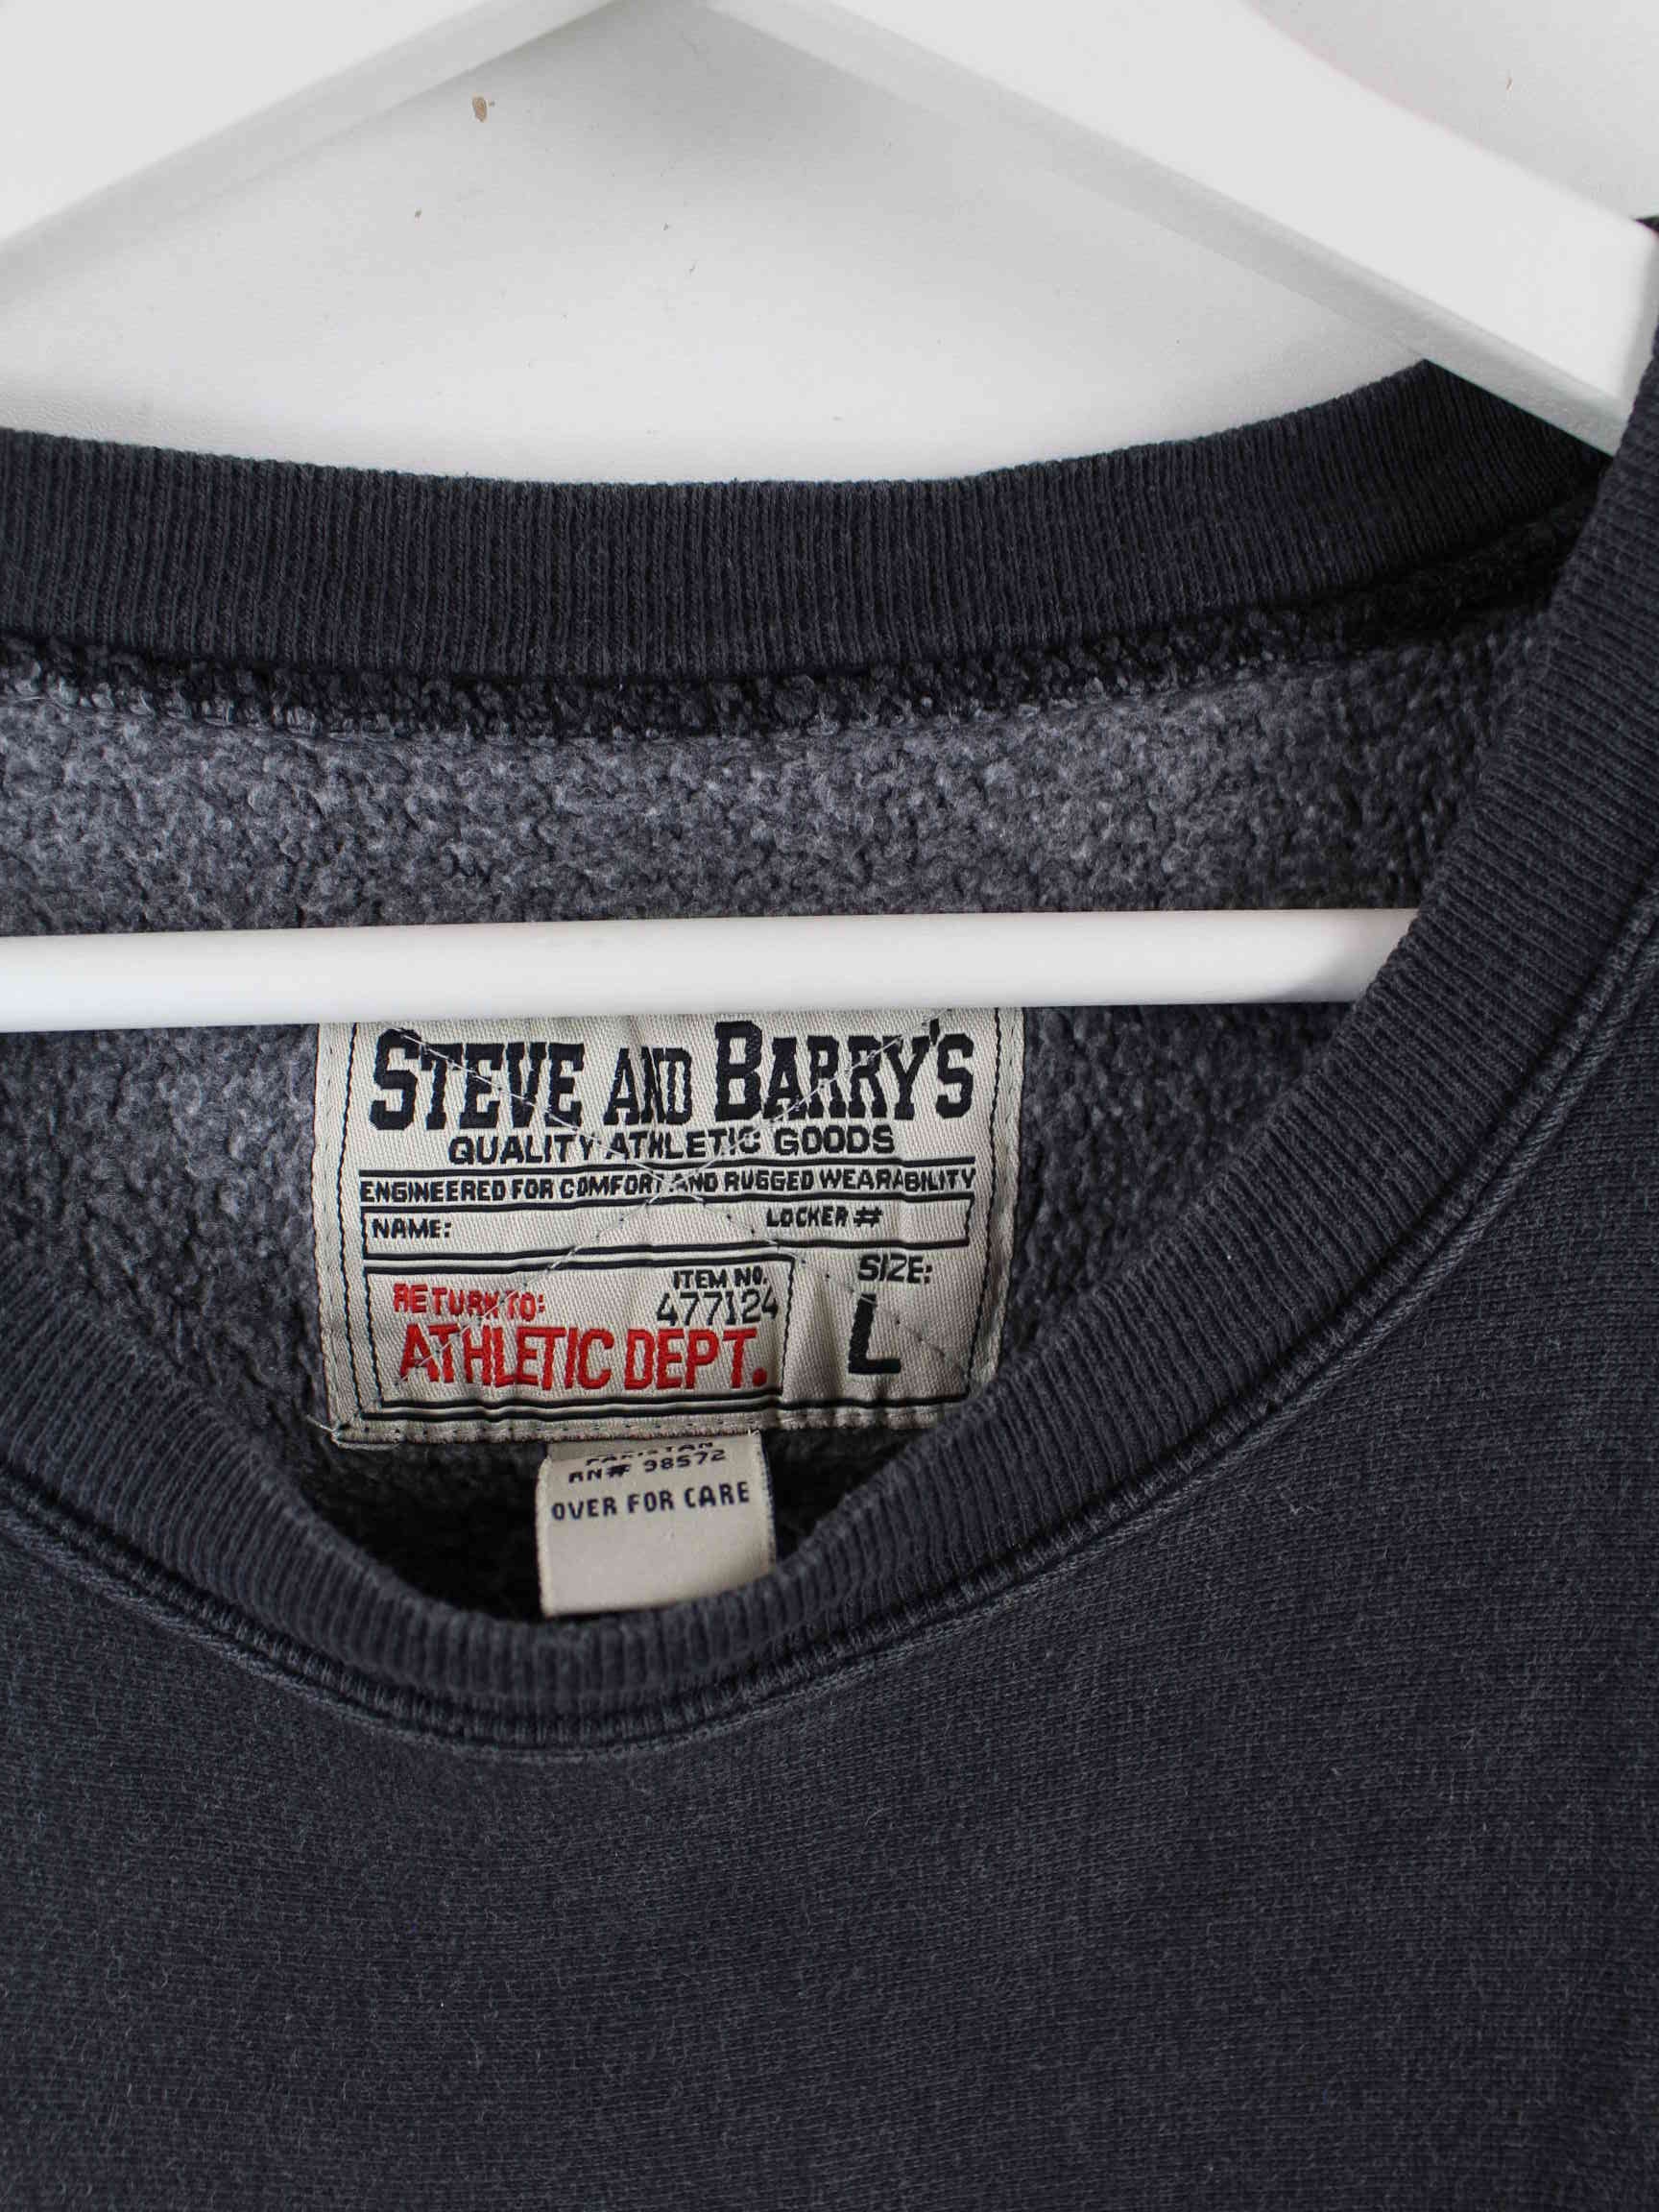 STEVE AND BARRY'S
QUALITY ATHLETIC GOODS
ENGINEERED FOR COMFORT AND RUGGED WEARABILITY
NAME: LOCKER #
RETURN TO: ITEM NO. SIZE:
477124
ATHLETIC DEPT. L
PAKISTAN
RN# 98572
OVER FOR CARE